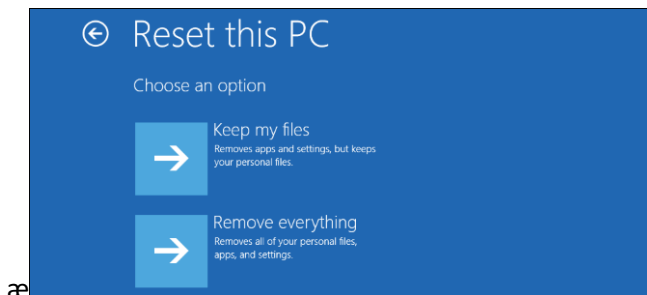 Reset this PC
Choose an option
Keep my files
Removes apps and settings, but keeps
your personal files.
Remove everything
Removes all of your personal files,
apps, and settings.
æ